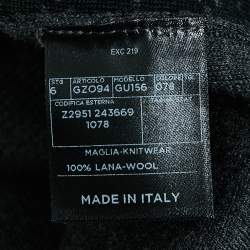 EXC 219
STG ARTICOLO MODELLO COLORE TG
6 GZ094 GU156 078
CODIFICA ESTERNA
Z2951 243669
1078
MAGLIA-KNITWEAR
100% LANA-WOOL
MADE IN ITALY